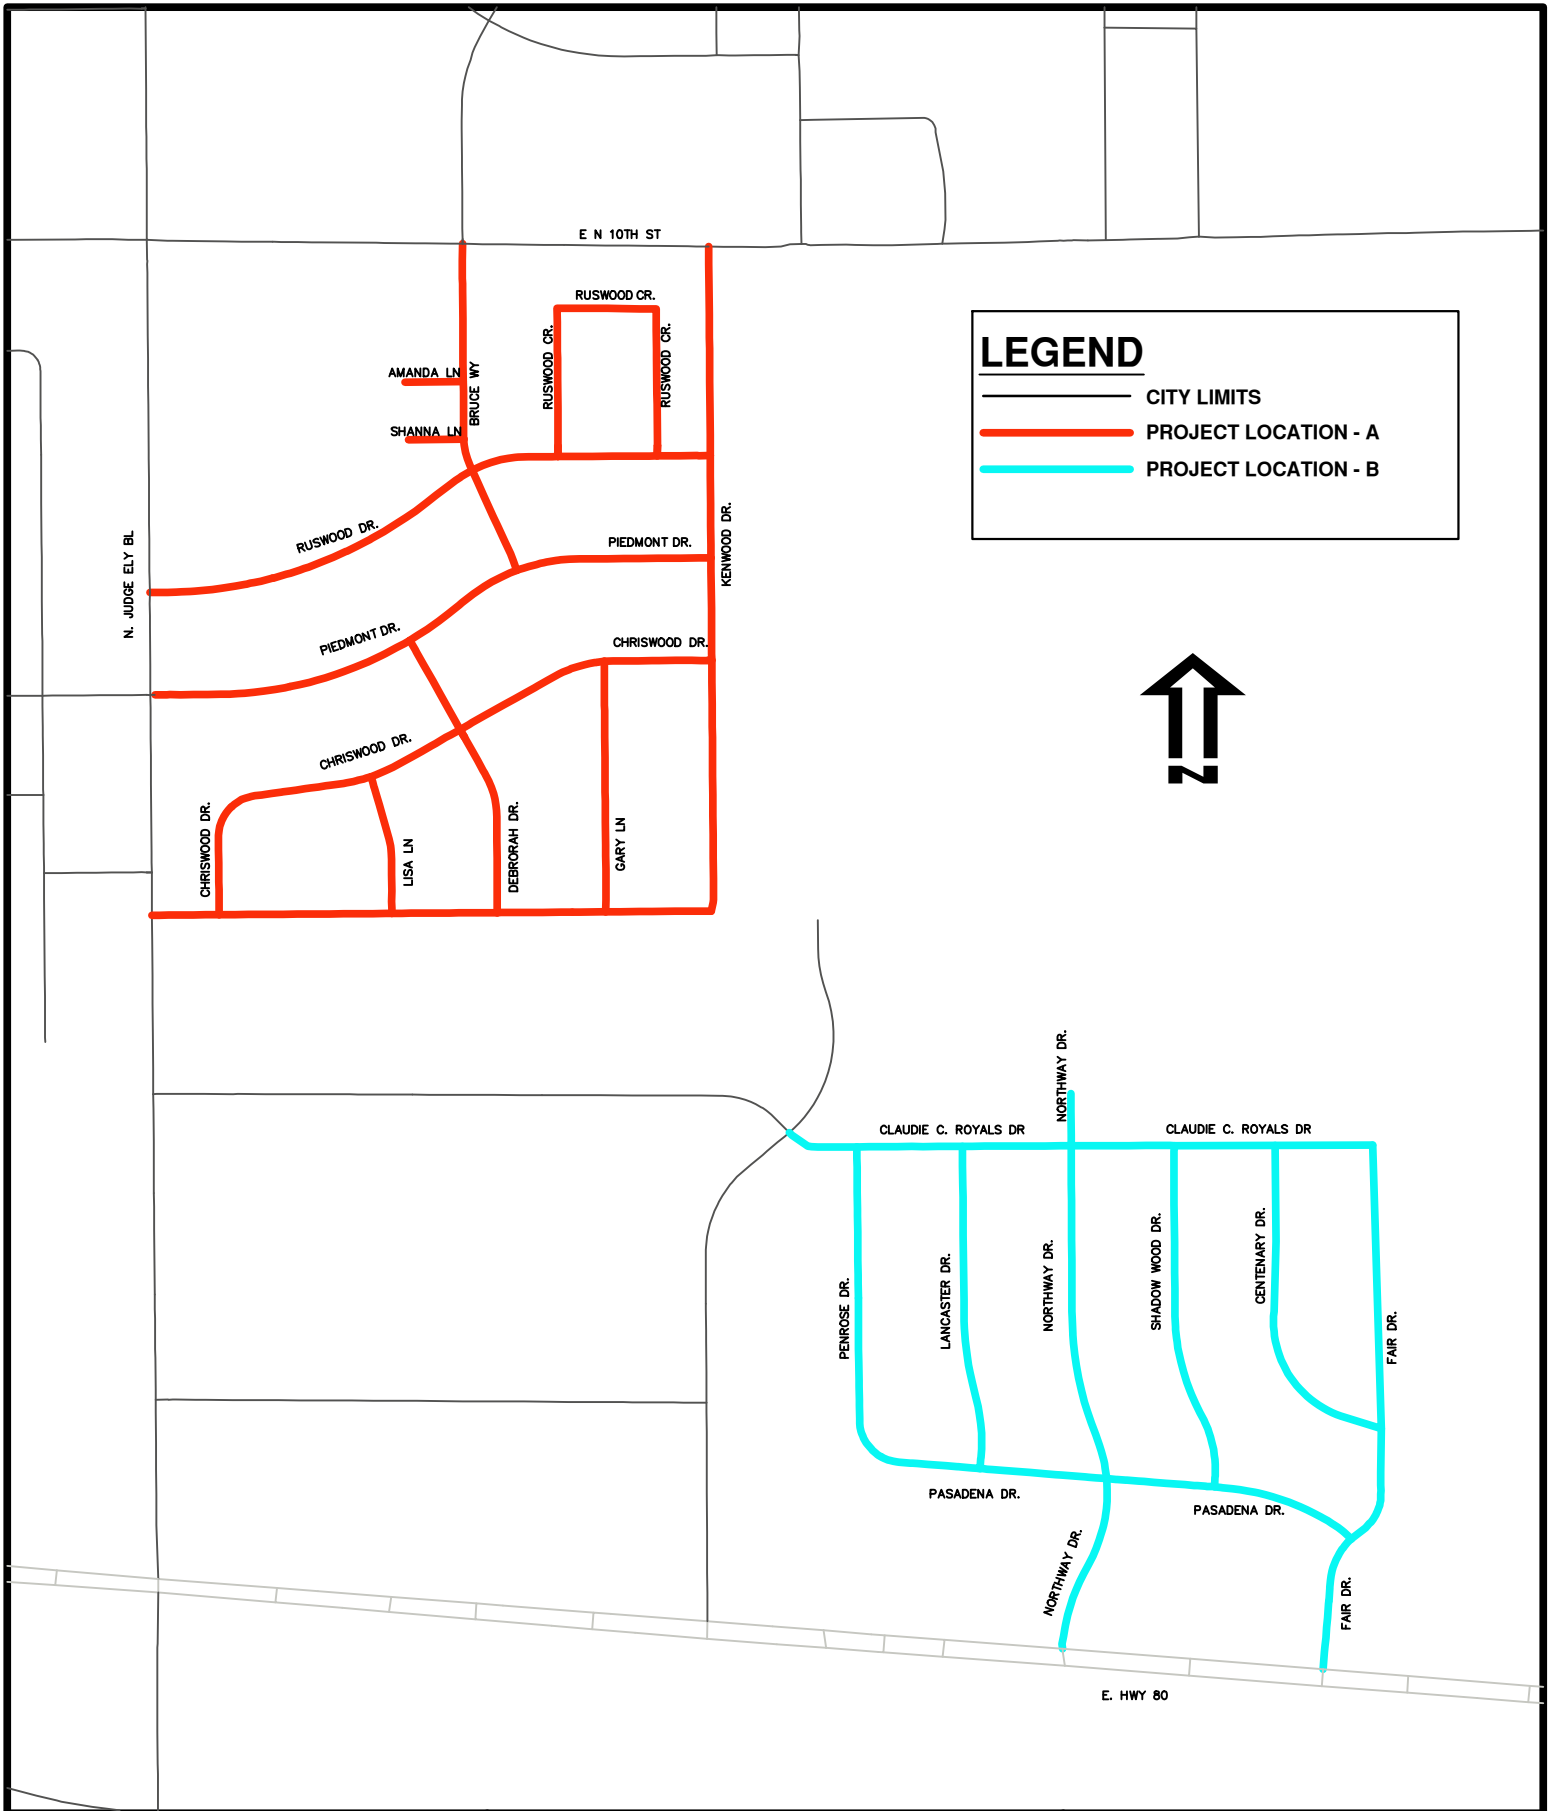 E N 10TH ST
RUSWOOD CR.
RUSWOOD CR.
RUSWOOD CR.
AMANDA LN
BRUCE WY
SHANNA LN
LEGEND
CITY LIMITS
PROJECT LOCATION - A
PROJECT LOCATION - B
RUSWOOD DR.
N. JUDGE ELY BL
PIEDMONT DR.
KENWOOD DR.
PIEDMONT DR.
CHRISWOOD DR.
CHRISWOOD DR.
CHRISWOOD DR.
LISA LN
DEBRORAH DR.
GARY LN
N
NORTHWAY DR.
CLAUDIE C. ROYALS DR
CLAUDIE C. ROYALS DR
PENROSE DR.
LANCASTER DR.
NORTHWAY DR.
SHADOW WOOD DR.
CENTENARY DR.
FAIR DR.
PASADENA DR.
PASADENA DR.
NORTHWAY DR.
FAIR DR.
E. HWY 80